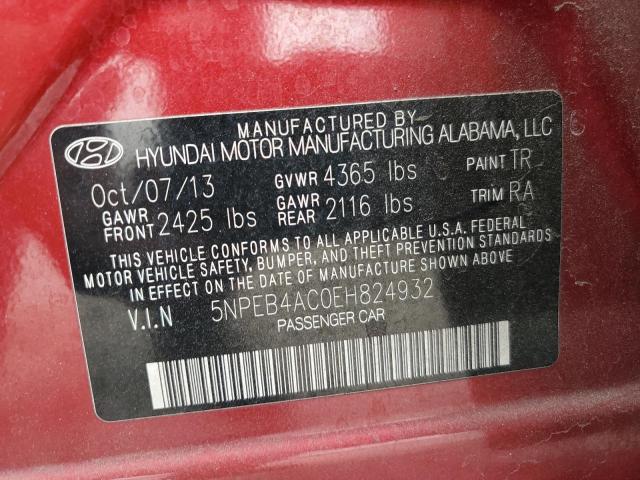 MANUFACTURED BY
HYUNDAI MOTOR MANUFACTURING ALABAMA, LLC
Oct/07/13 GVWR 4365 lbs PAINT TR
GAWR FRONT 2425 lbs GAWR REAR 2116 lbs TRIM RA
THIS VEHICLE CONFORMS TO ALL APPLICABLE U.S.A. FEDERAL
MOTOR VEHICLE SAFETY, BUMPER, AND THEFT PREVENTION STANDARDS
IN EFFECT ON THE DATE OF MANUFACTURE SHOWN ABOVE.
V.I.N 5NPEB4AC0EH824932
PASSENGER CAR